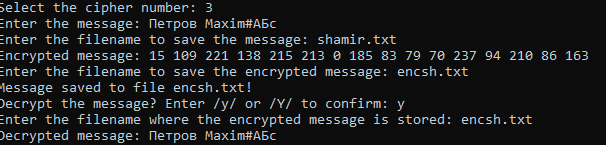 Select the cipher number: 3
Enter the message: Петров Maxim#АБс
Enter the filename to save the message: shamir.txt
Encrypted message: 15 109 221 138 215 213 0 185 83 79 70 237 94 210 86 163
Enter the filename to save the encrypted message: encsh.txt
Message saved to file encsh.txt!
Decrypt the message? Enter /y/ or /Y/ to confirm: y
Enter the filename where the encrypted message is stored: encsh.txt
Decrypted message: Петров Maxim#АБс